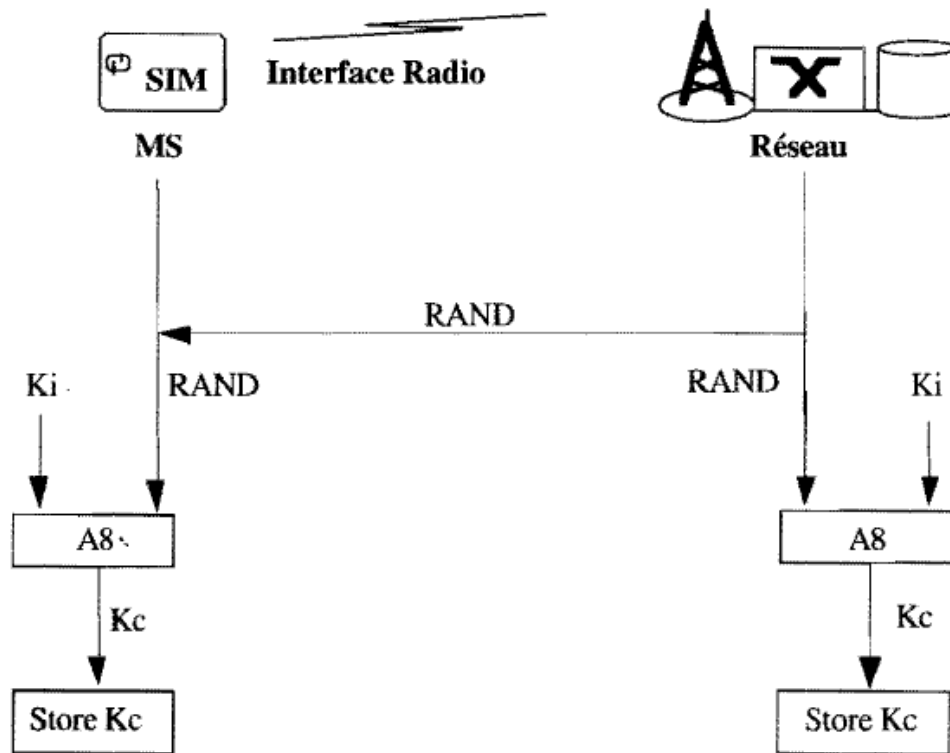 SIM
Interface Radio
MS
Réseau
RAND
Ki
RAND
RAND
Ki
A8
A8
Kc
Kc
Store Kc
Store Kc